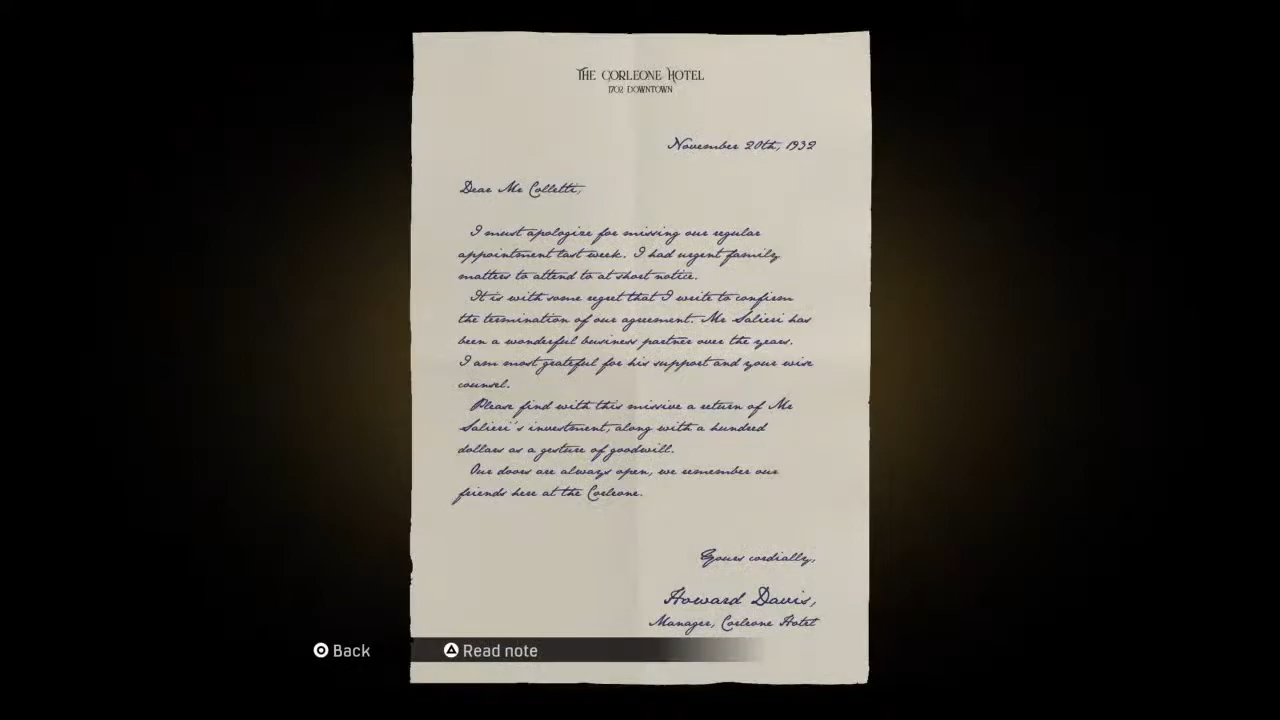 THE CORLEONE HOTEL
1702 DOWNTOWN
November 20th, 1932
Dear Mr Colletti,
I must apologize for missing our regular
appointment last week. I had urgent family
matters to attend to at short notice.
It is with some regret that I write to confirm
the termination of our agreement. Mr Salieri has
been a wonderful business partner over the years.
I am most grateful for his support and your wise
counsel.
Please find with this missive a return of Mr
Salieri's investment, along with a hundred
dollars as a gesture of goodwill.
Our doors are always open, we remember our
friends here at the Corleone.
Yours cordially,
Howard Davis,
Manager, Corleone Hotel
Back
Read note